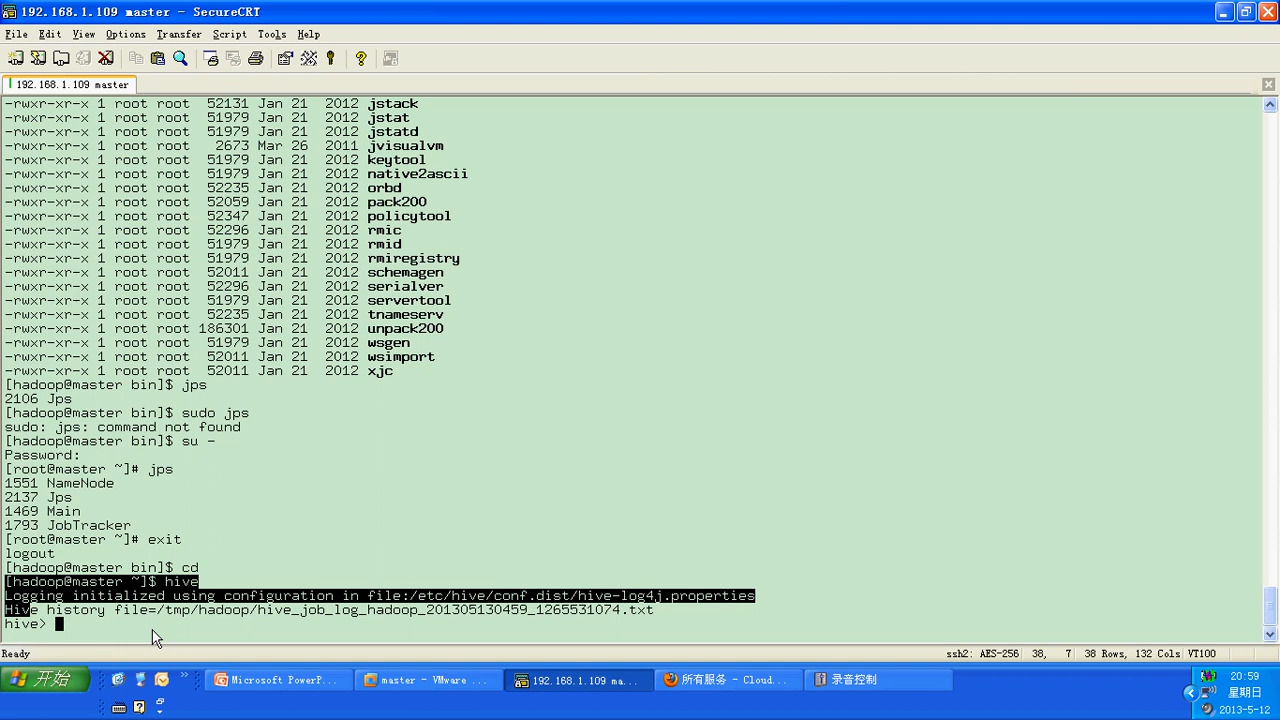 192.168.1.109 master - SecureCRT
File Edit View Options Transfer Script Tools Help
192.168.1.109 master
-rwxr-xr-x 1 root root  52131 Jan 21  2012 jstack
-rwxr-xr-x 1 root root  51979 Jan 21  2012 jstat
-rwxr-xr-x 1 root root  51979 Jan 21  2012 jstatd
-rwxr-xr-x 1 root root   2673 Mar 26  2011 jvisualvm
-rwxr-xr-x 1 root root  51979 Jan 21  2012 keytool
-rwxr-xr-x 1 root root  51979 Jan 21  2012 native2ascii
-rwxr-xr-x 1 root root  52235 Jan 21  2012 orbd
-rwxr-xr-x 1 root root  52059 Jan 21  2012 pack200
-rwxr-xr-x 1 root root  52347 Jan 21  2012 policytool
-rwxr-xr-x 1 root root  52296 Jan 21  2012 rmic
-rwxr-xr-x 1 root root  51979 Jan 21  2012 rmid
-rwxr-xr-x 1 root root  51979 Jan 21  2012 rmiregistry
-rwxr-xr-x 1 root root  52011 Jan 21  2012 schemagen
-rwxr-xr-x 1 root root  52296 Jan 21  2012 serialver
-rwxr-xr-x 1 root root  51979 Jan 21  2012 servertool
-rwxr-xr-x 1 root root  52235 Jan 21  2012 tnameserv
-rwxr-xr-x 1 root root 186301 Jan 21  2012 unpack200
-rwxr-xr-x 1 root root  51979 Jan 21  2012 wsgen
-rwxr-xr-x 1 root root  52011 Jan 21  2012 wsimport
-rwxr-xr-x 1 root root  52011 Jan 21  2012 xjc
[hadoop@master bin]$ jps
2106 Jps
[hadoop@master bin]$ sudo jps
sudo: jps: command not found
[hadoop@master bin]$ su -
Password:
[root@master ~]# jps
1551 NameNode
2137 Jps
1469 Main
1793 JobTracker
[root@master ~]# exit
logout
[hadoop@master bin]$ cd
[hadoop@master ~]$ hive
Logging initialized using configuration in file:/etc/hive/conf.dist/hive-log4j.properties
Hive history file=/tmp/hadoop/hive_job_log_hadoop_201305130459_1265531074.txt
hive>
Ready ssh2: AES-256 38, 7 38 Rows, 132 Cols VT100
开始 Microsoft PowerP... master - VMware ... 192.168.1.109 ma... 所有服务 - Cloud... 录音控制 20:59
星期日
2013-5-12